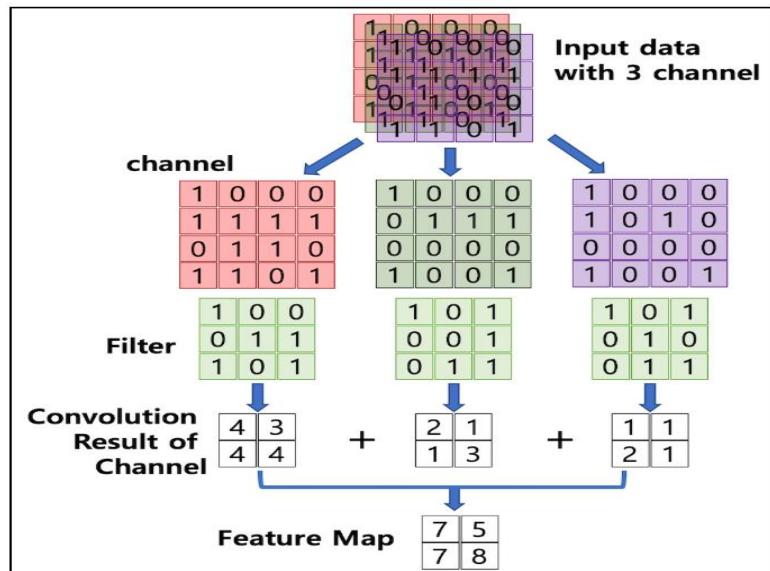 Input data
with 3 channel
channel
1 0 0 0 1 0 0 0 1 0 0 0
1 1 1 1 0 1 1 1 1 0 1 0
0 1 1 0 0 0 0 0 0 0 0 0
1 1 0 1 1 0 0 1 1 0 0 1
Filter
1 0 0 1 0 1 1 0 1
0 1 1 0 0 1 0 1 0
1 0 1 0 1 1 0 1 1
Convolution
Result of
Channel
4 3 + 2 1 + 1 1
4 4 1 3 2 1
Feature Map
7 5
7 8